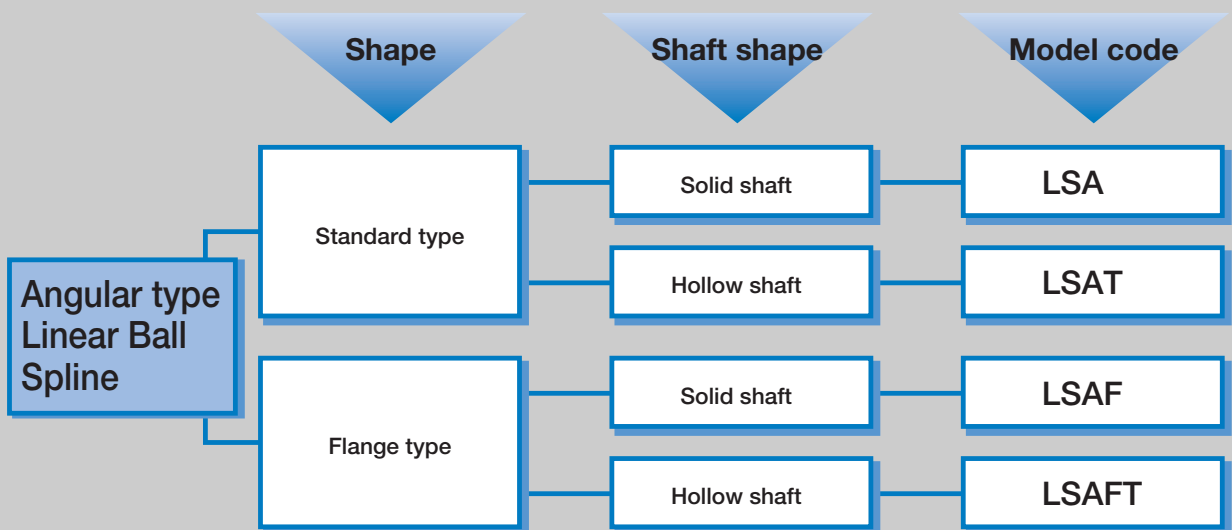 Shape
Shaft shape
Model code
Angular type
Linear Ball
Spline
Standard type
Solid shaft
LSA
Hollow shaft
LSAT
Flange type
Solid shaft
LSAF
Hollow shaft
LSAFT